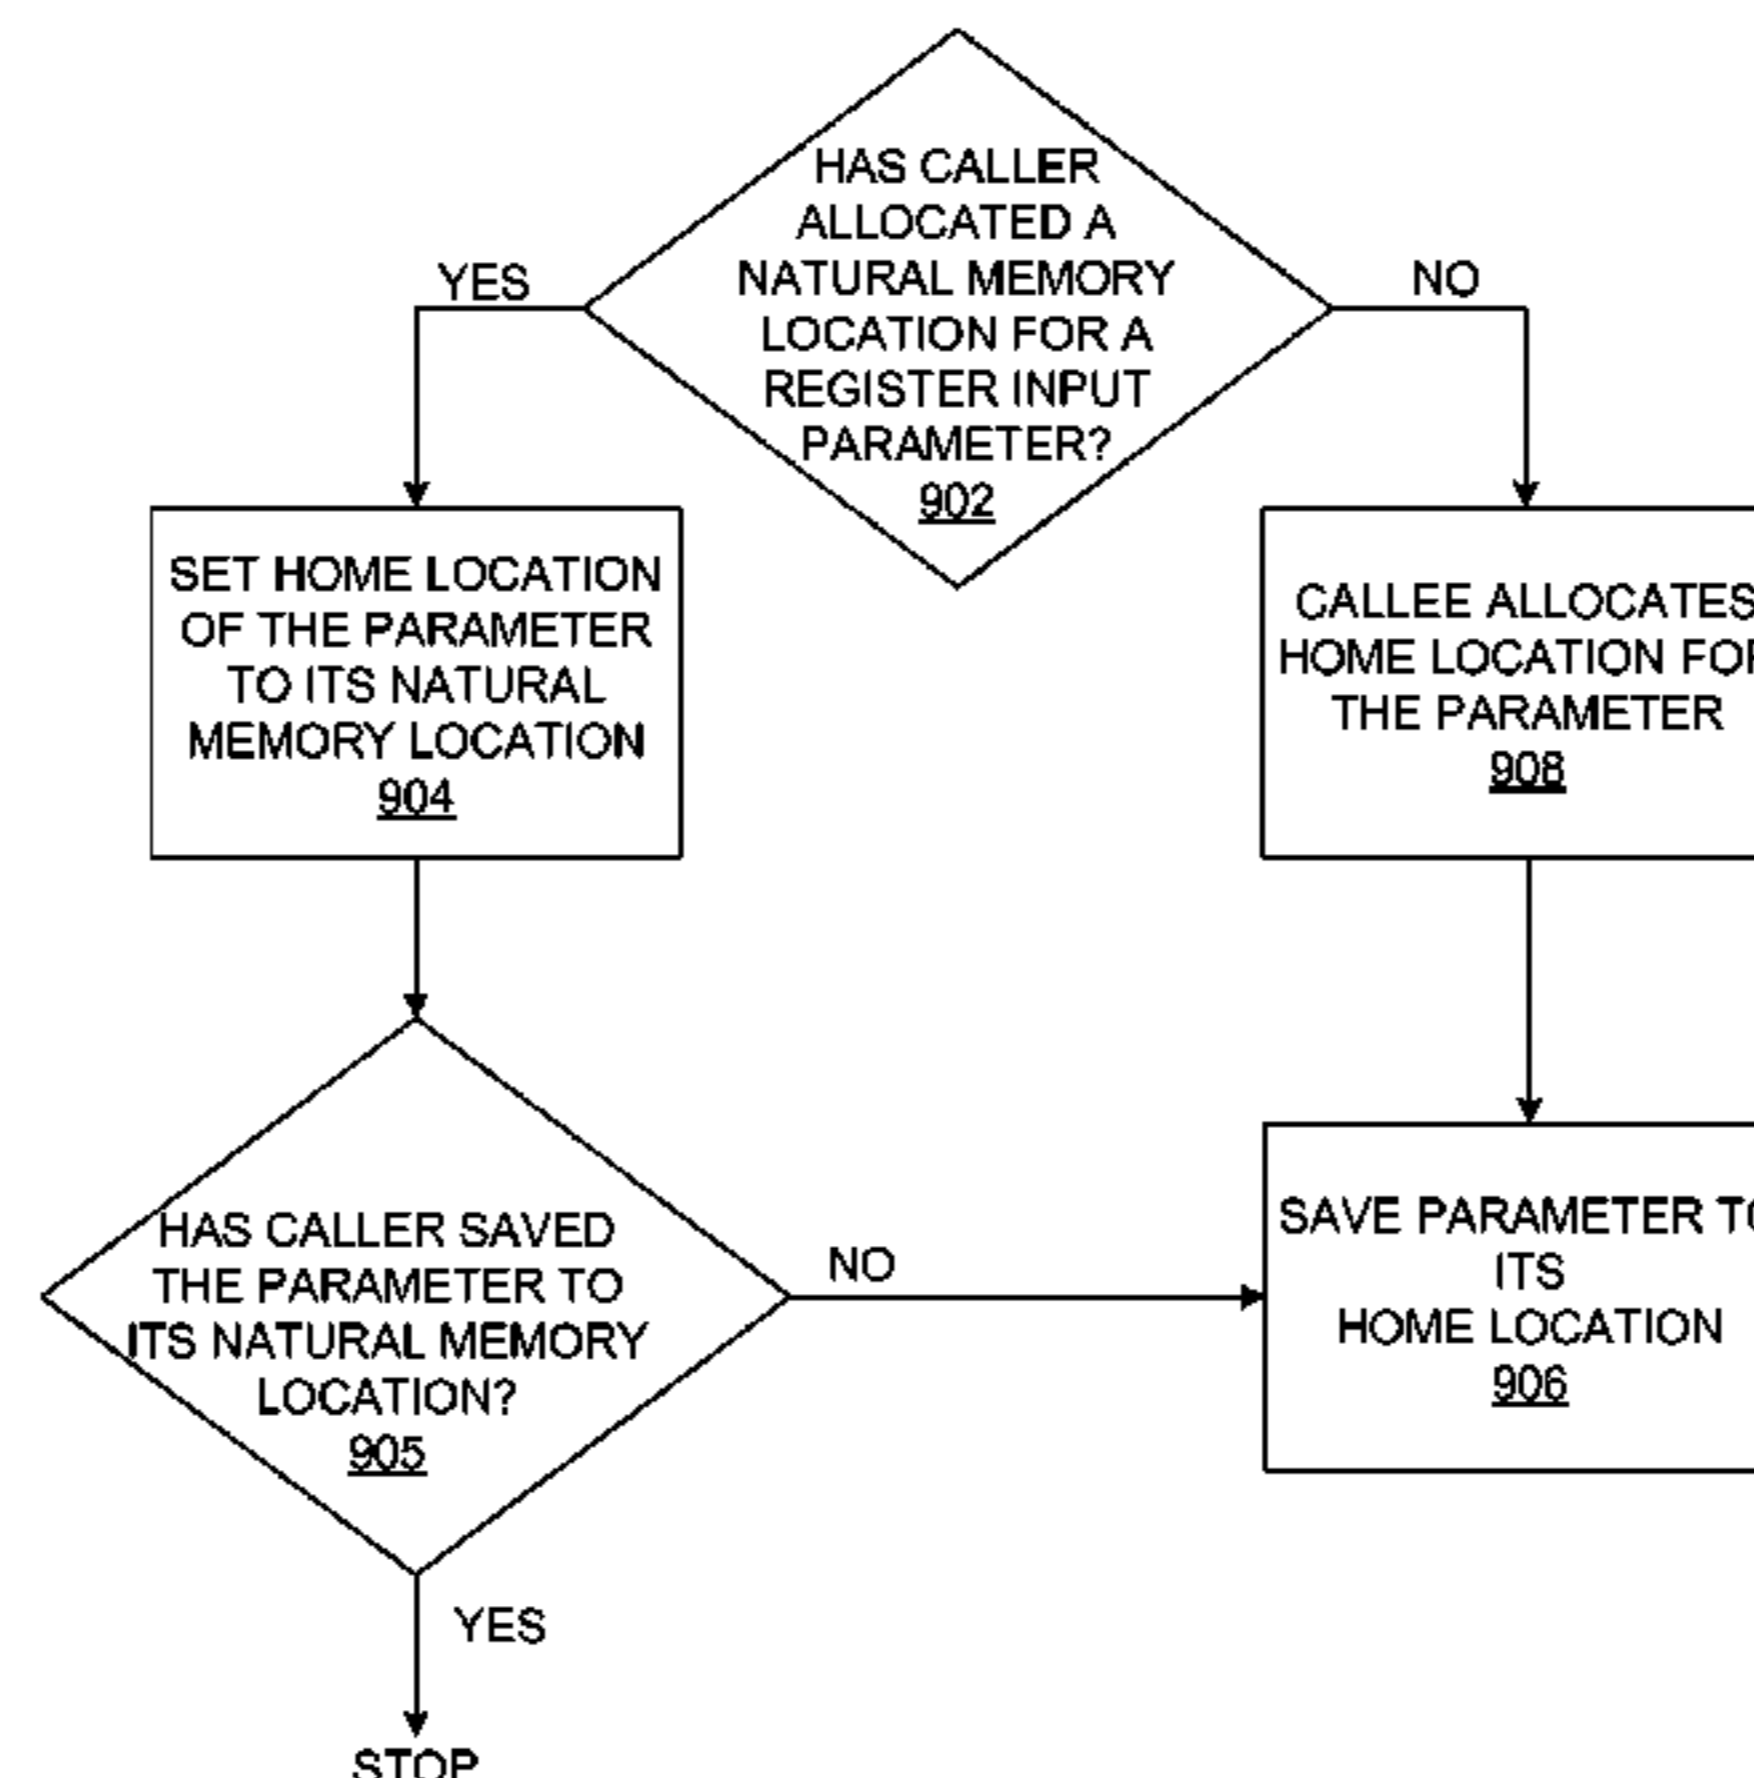 HAS CALLER
ALLOCATED A
NATURAL MEMORY
LOCATION FOR A
REGISTER INPUT
PARAMETER?
902
YES
NO
SET HOME LOCATION
OF THE PARAMETER
TO ITS NATURAL
MEMORY LOCATION
904
CALLEE ALLOCATES
HOME LOCATION FOR
THE PARAMETER
908
HAS CALLER SAVED
THE PARAMETER TO
ITS NATURAL MEMORY
LOCATION?
905
NO
SAVE PARAMETER TO
ITS
HOME LOCATION
906
YES
STOP